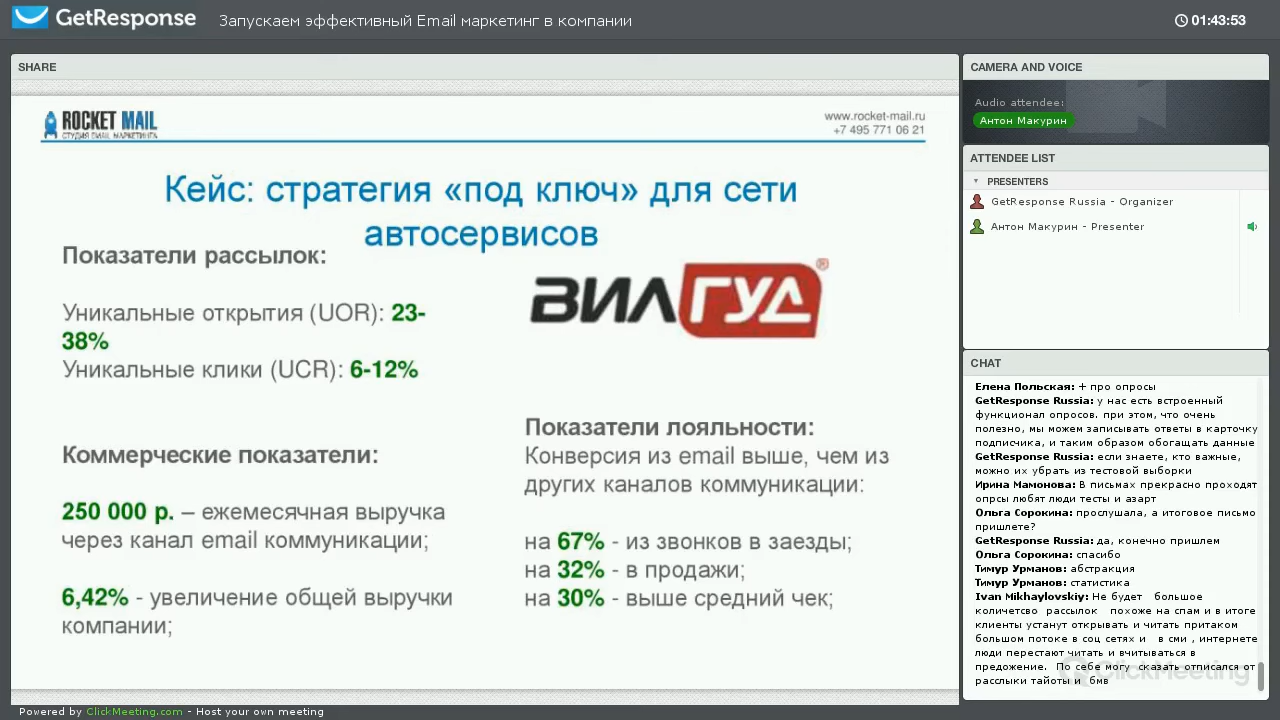 GetResponse Запускаем эффективный Email маркетинг в компании 01:43:53
SHARE
ROCKET MAIL
СТУДИЯ EMAIL МАРКЕТИНГА
www.rocket-mail.ru
+7 495 771 06 21
Кейс: стратегия «под ключ» для сети
автосервисов
Показатели рассылок:
Уникальные открытия (UOR): 23-
38%
Уникальные клики (UCR): 6-12%
Коммерческие показатели:
250 000 р. – ежемесячная выручка
через канал email коммуникации;
6,42% - увеличение общей выручки
компании;
ВИЛГУД®
Показатели лояльности:
Конверсия из email выше, чем из
других каналов коммуникации:
на 67% - из звонков в заезды;
на 32% - в продажи;
на 30% - выше средний чек;
CAMERA AND VOICE
Audio attendee:
Антон Макурин
ATTENDEE LIST
PRESENTERS
GetResponse Russia - Organizer
Антон Макурин - Presenter
CHAT
Елена Польская: + про опросы
GetResponse Russia: у нас есть встроенный
функционал опросов. при этом, что очень
полезно, мы можем записывать ответы в карточку
подписчика, и таким образом обогащать данные
GetResponse Russia: если знаете, кто важные,
можно их убрать из тестовой выборки
Ирина Мамонова: В письмах прекрасно проходят
опрсы любят люди тесты и азарт
Ольга Сорокина: прослушала, а итоговое письмо
пришлете?
GetResponse Russia: да, конечно пришлем
Ольга Сорокина: спасибо
Тимур Урманов: абстракция
Тимур Урманов: статистика
Ivan Mikhaylovskiy: Не будет большое
количетсво рассылок похоже на спам и в итоге
клиенты устанут открывать и читать притаком
большом потоке в соц сетях и в сми , интернете
люди перестают читать и вчитываться в
предожение. По себе могу сказать отписался от
расслыки тайоты и бмв
ClickMeeting
Powered by ClickMeeting.com - Host your own meeting